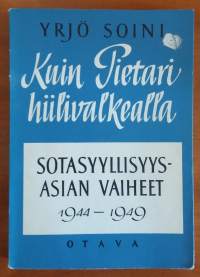 YRJÖ SOINI
Kuin Pietari
hiilivalkealla
SOTASYYLLISYYS-
ASIAN VAIHEET
1944–1949
OTAVA